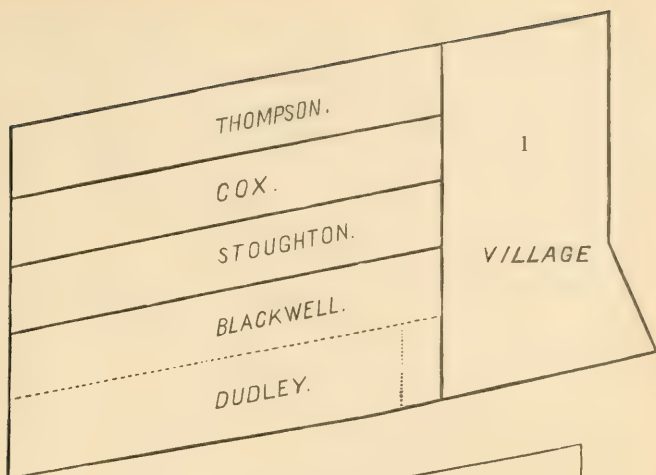 THOMPSON.
COX.
STOUGHTON.
BLACKWELL.
DUDLEY.
1
VILLAGE